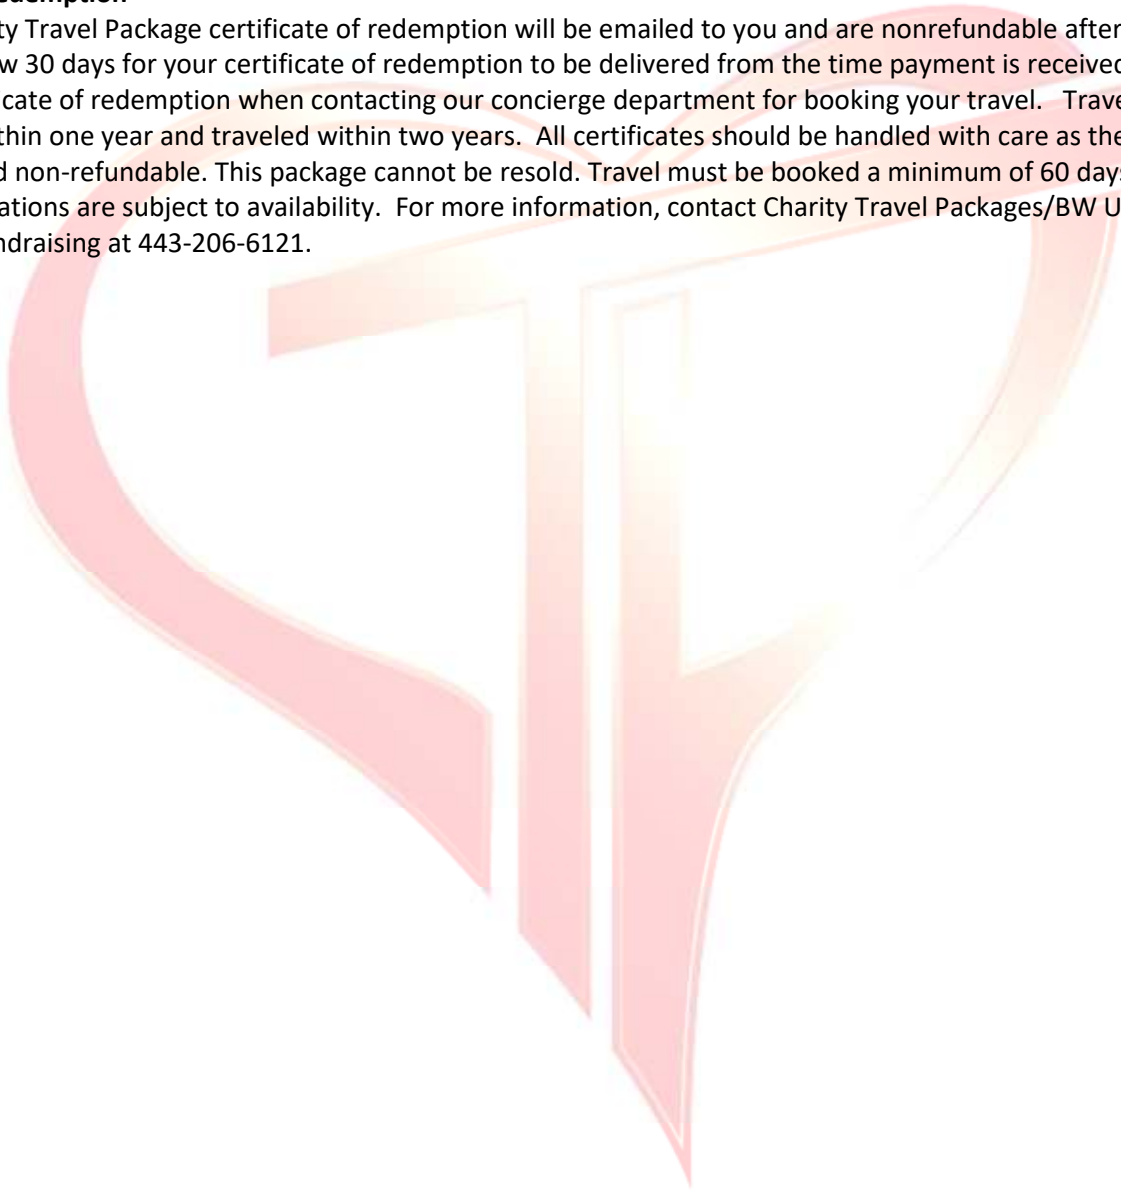 edemption
ty Travel Package certificate of redemption will be emailed to you and are nonrefundable after
w 30 days for your certificate of redemption to be delivered from the time payment is received
icate of redemption when contacting our concierge department for booking your travel.   Trave
thin one year and traveled within two years.  All certificates should be handled with care as the
d non-refundable. This package cannot be resold. Travel must be booked a minimum of 60 days
ations are subject to availability.  For more information, contact Charity Travel Packages/BW U
ndraising at 443-206-6121.